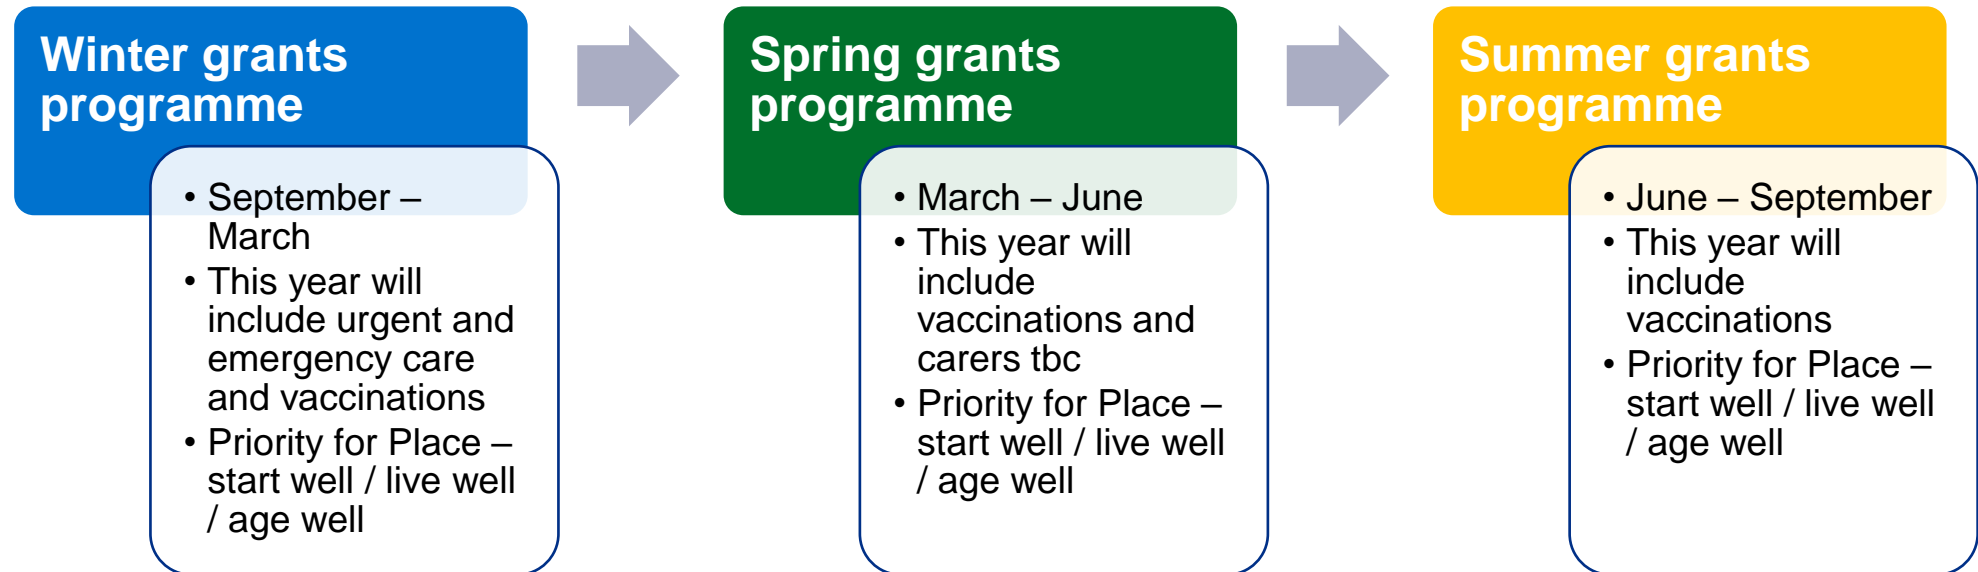 Winter grants
programme
• September –
March
• This year will
include urgent and
emergency care
and vaccinations
• Priority for Place –
start well / live well
/ age well
Spring grants
programme
• March – June
• This year will
include
vaccinations and
carers tbc
• Priority for Place –
start well / live well
/ age well
Summer grants
programme
• June – September
• This year will
include
vaccinations
• Priority for Place –
start well / live well
/ age well